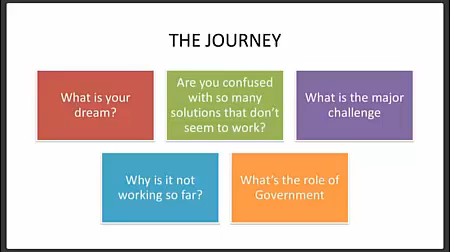 THE JOURNEY
What is your
dream?
Are you confused
with so many
solutions that don't
seem to work?
What is the major
challenge
Why is it not
working so far?
What's the role of
Government